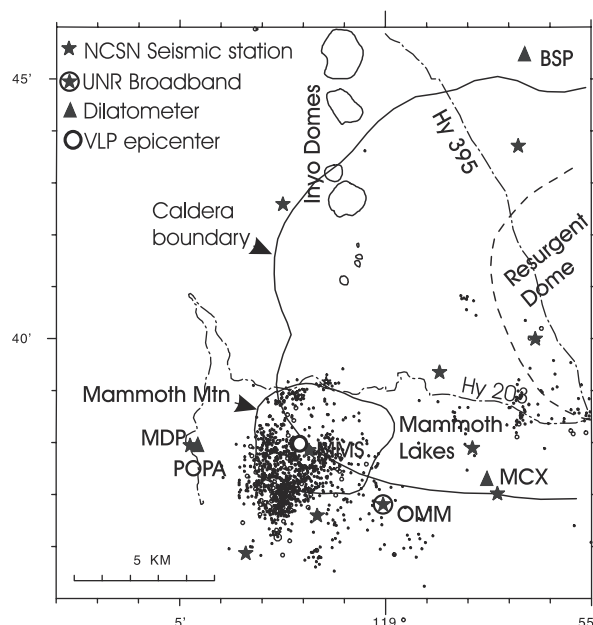 45'
NCSN Seismic station
UNR Broadband
Dilatometer
VLP epicenter
BSP
Inyo Domes
Hy 395
Caldera
boundary
Resurgent
Dome
40'
Mammoth Mtn
Hy 203
Mammoth
Lakes
MDP
POPA
MMS
MCX
OMM
5 KM
5'
119°
55